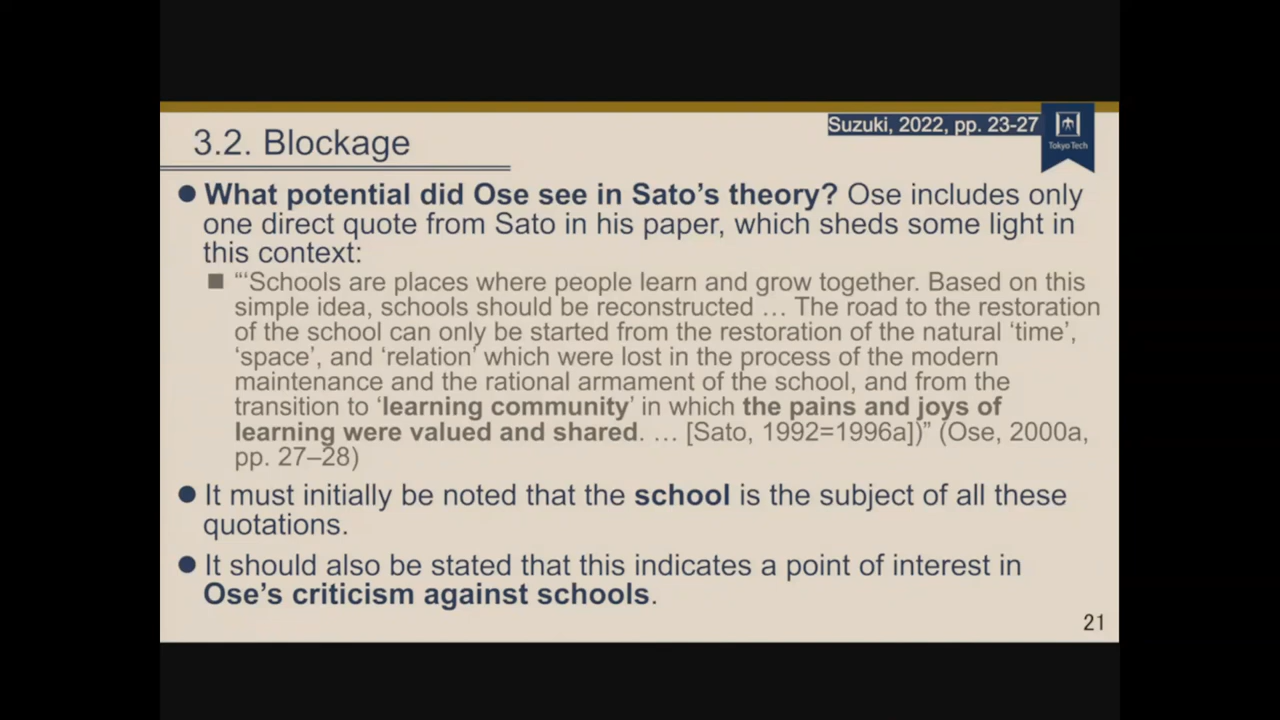 Suzuki, 2022, pp. 23-27
Tokyo Tech
3.2. Blockage
● What potential did Ose see in Sato’s theory? Ose includes only
one direct quote from Sato in his paper, which sheds some light in
this context:
■ “‘Schools are places where people learn and grow together. Based on this
simple idea, schools should be reconstructed … The road to the restoration
of the school can only be started from the restoration of the natural ‘time’,
‘space’, and ‘relation’ which were lost in the process of the modern
maintenance and the rational armament of the school, and from the
transition to ‘learning community’ in which the pains and joys of
learning were valued and shared. … [Sato, 1992=1996a])” (Ose, 2000a,
pp. 27–28)
● It must initially be noted that the school is the subject of all these
quotations.
● It should also be stated that this indicates a point of interest in
Ose’s criticism against schools.
21